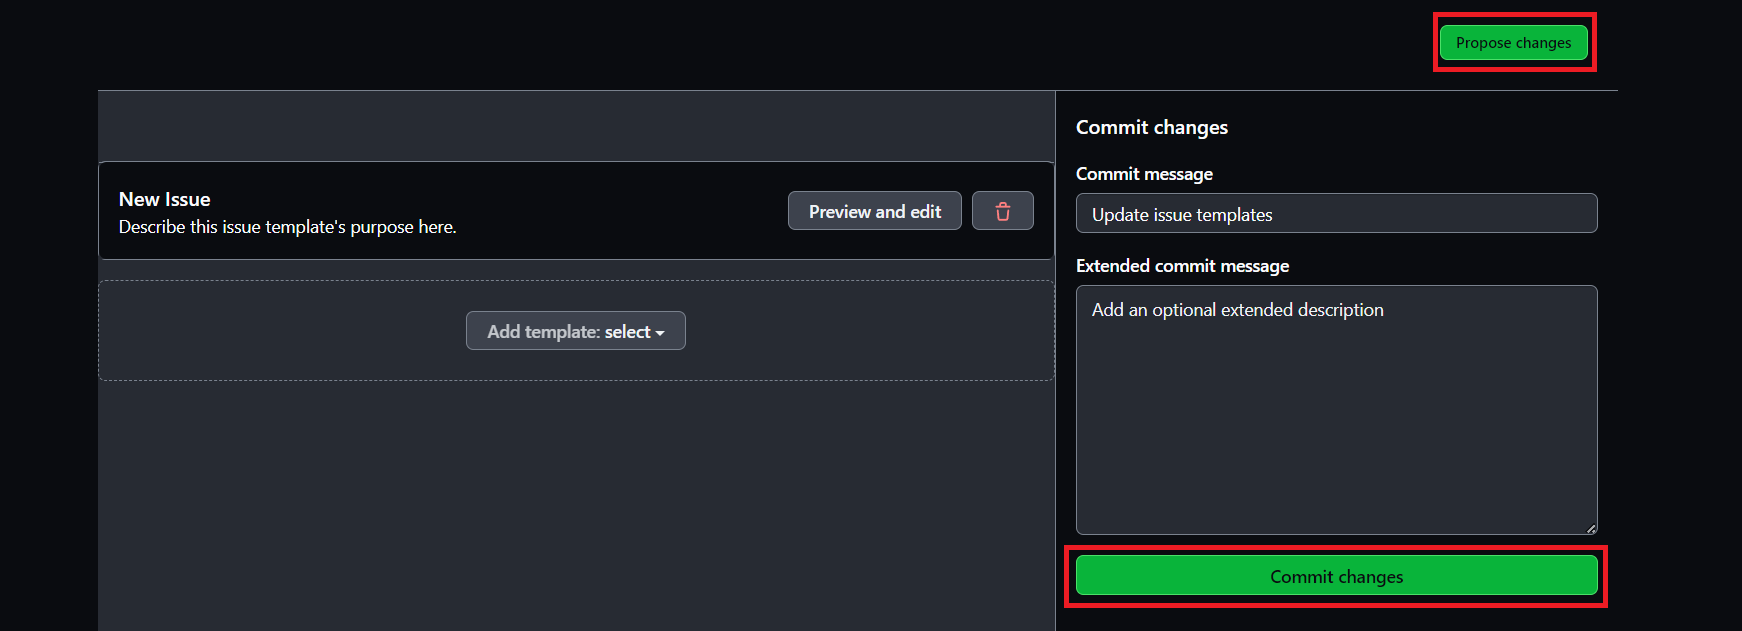 Propose changes
New Issue
Describe this issue template's purpose here.
Preview and edit
Add template: select
Commit changes
Commit message
Update issue templates
Extended commit message
Add an optional extended description
Commit changes